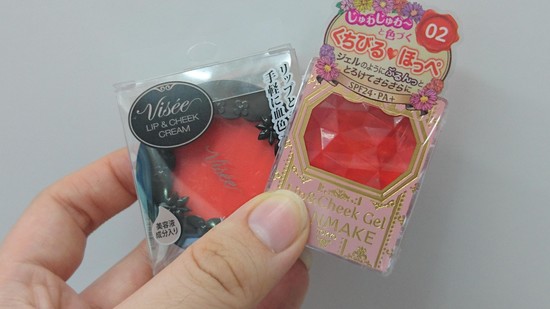 Visée
LIP & CHEEK
CREAM
リップと
手軽に血色
Visée
美容液
成分入り
じゅわじゅわ〜
と色づく
02
くちびる♥ほっぺ
ジェルのようにぷるんっと
とろけてさらさらに
SPF24・PA+
Cheek Gel
MAKE